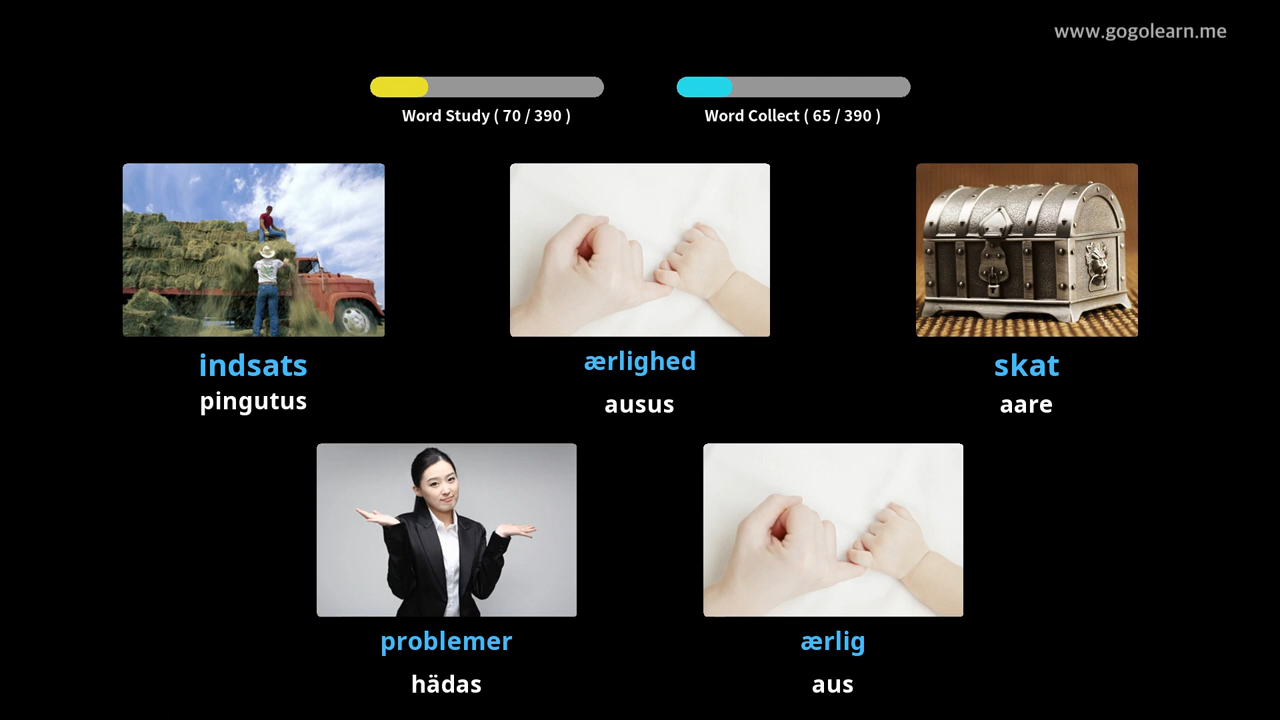 www.gogolearn.me
Word Study ( 70 / 390 )
Word Collect ( 65 / 390 )
indsats
pingutus
ærlighed
ausus
skat
aare
problemer
hädas
ærlig
aus